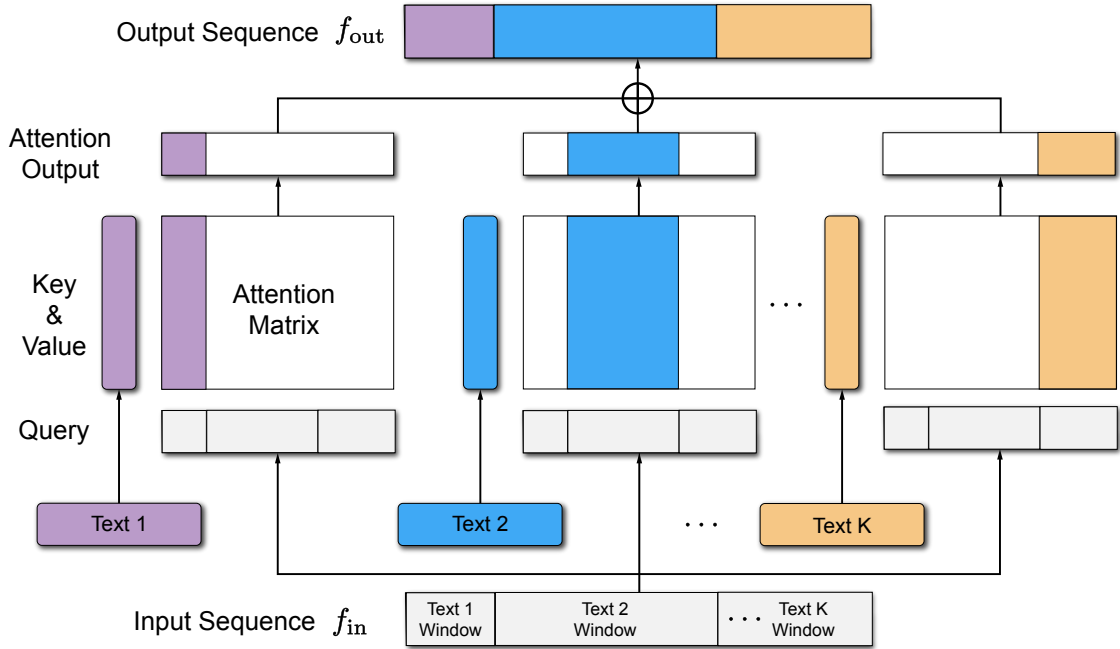 Output Sequence f_out
Attention
Output
Key
&
Value
Attention
Matrix
. . .
Query
Text 1
Text 2
. . .
Text K
Input Sequence f_in
Text 1
Window
Text 2
Window
. . .
Text K
Window